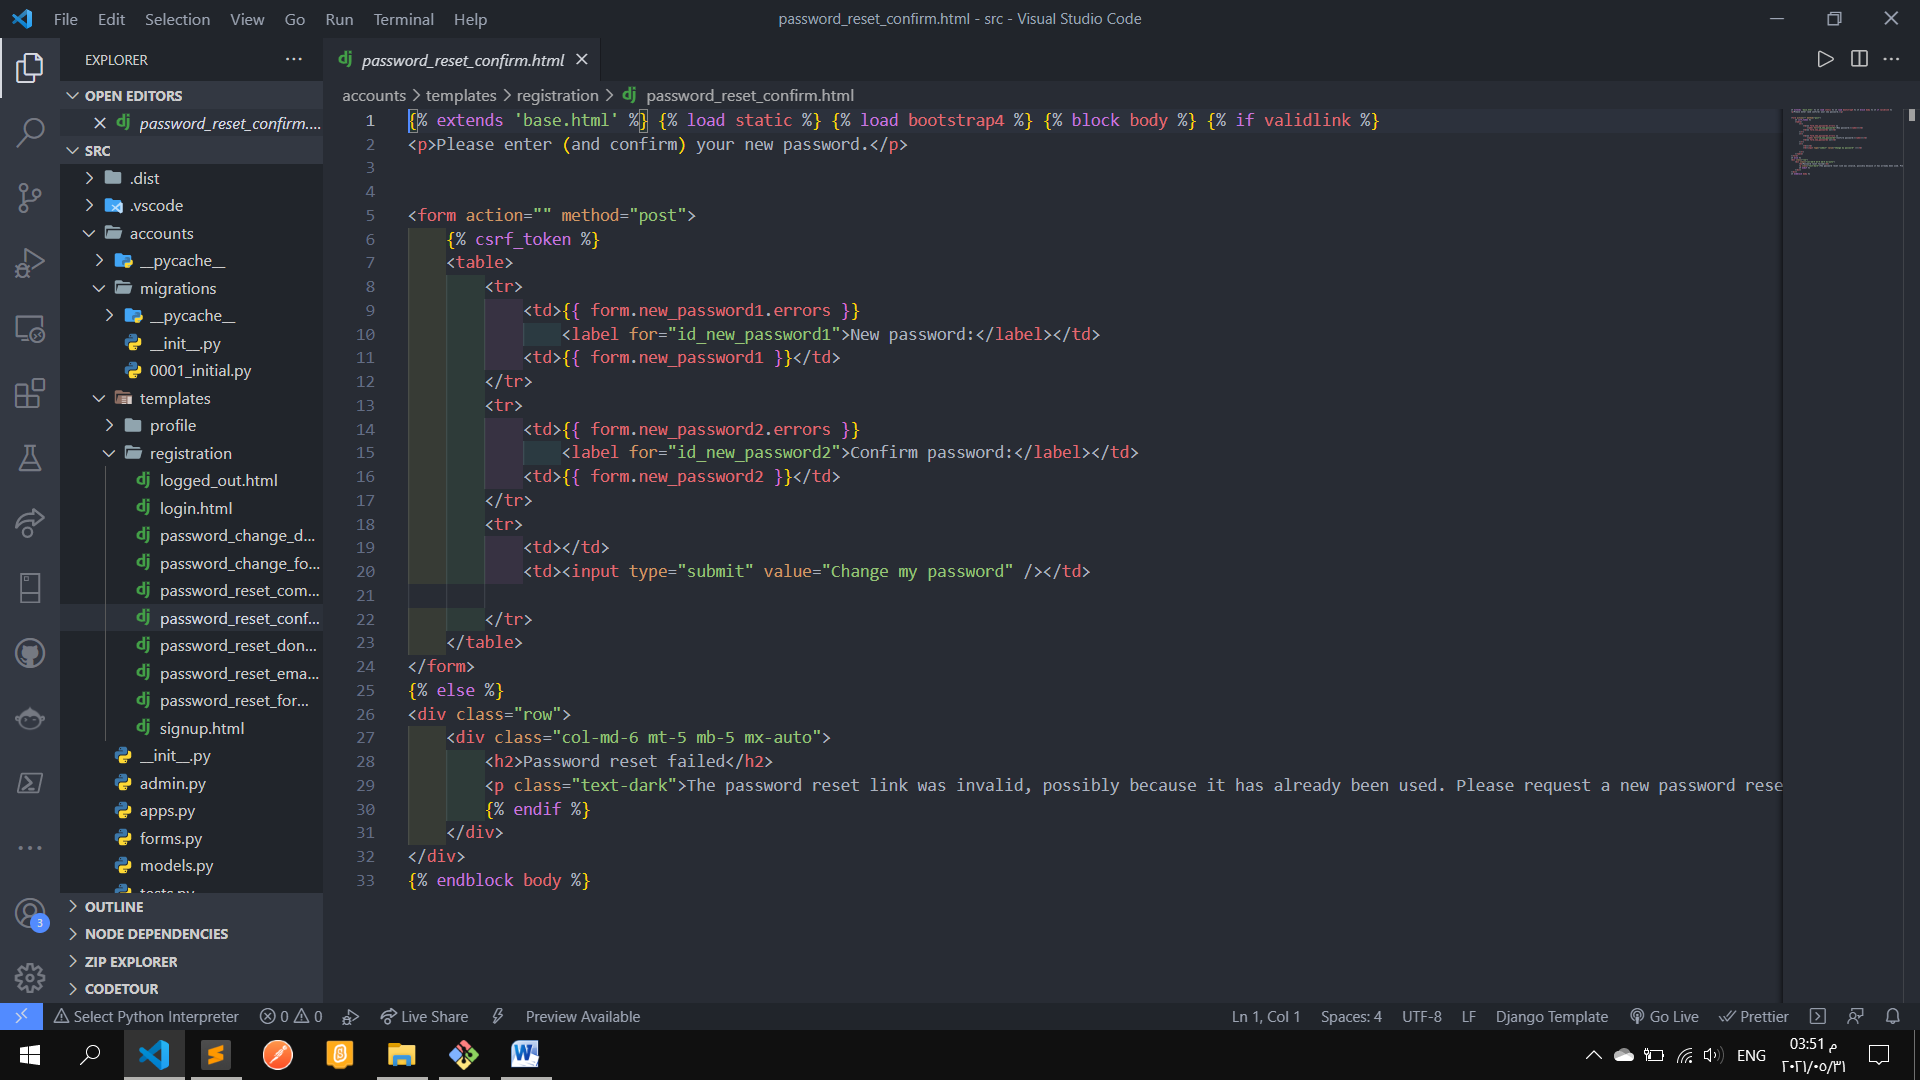 File Edit Selection View Go Run Terminal Help
password_reset_confirm.html - src - Visual Studio Code
EXPLORER
OPEN EDITORS
password_reset_confirm....
SRC
.dist
.vscode
accounts
__pycache__
migrations
__pycache__
__init__.py
0001_initial.py
templates
profile
registration
logged_out.html
login.html
password_change_d...
password_change_fo...
password_reset_com...
password_reset_conf...
password_reset_don...
password_reset_ema...
password_reset_for...
signup.html
__init__.py
admin.py
apps.py
forms.py
models.py
tests.py
OUTLINE
NODE DEPENDENCIES
ZIP EXPLORER
CODETOUR
3
password_reset_confirm.html
accounts > templates > registration > password_reset_confirm.html
1 {% extends 'base.html' %} {% load static %} {% load bootstrap4 %} {% block body %} {% if validlink %}
2 <p>Please enter (and confirm) your new password.</p>
3
4
5 <form action="" method="post">
6 {% csrf_token %}
7 <table>
8 <tr>
9 <td>{{ form.new_password1.errors }}
10 <label for="id_new_password1">New password:</label></td>
11 <td>{{ form.new_password1 }}</td>
12 </tr>
13 <tr>
14 <td>{{ form.new_password2.errors }}
15 <label for="id_new_password2">Confirm password:</label></td>
16 <td>{{ form.new_password2 }}</td>
17 </tr>
18 <tr>
19 <td></td>
20 <td><input type="submit" value="Change my password" /></td>
21
22 </tr>
23 </table>
24 </form>
25 {% else %}
26 <div class="row">
27 <div class="col-md-6 mt-5 mb-5 mx-auto">
28 <h2>Password reset failed</h2>
29 <p class="text-dark">The password reset link was invalid, possibly because it has already been used. Please request a new password rese
30 {% endif %}
31 </div>
32 </div>
33 {% endblock body %}
Select Python Interpreter 0 0 Live Share Preview Available
Ln 1, Col 1 Spaces: 4 UTF-8 LF Django Template Go Live Prettier
ENG
03:51 م
٢٠٢١/٠٥/٣١